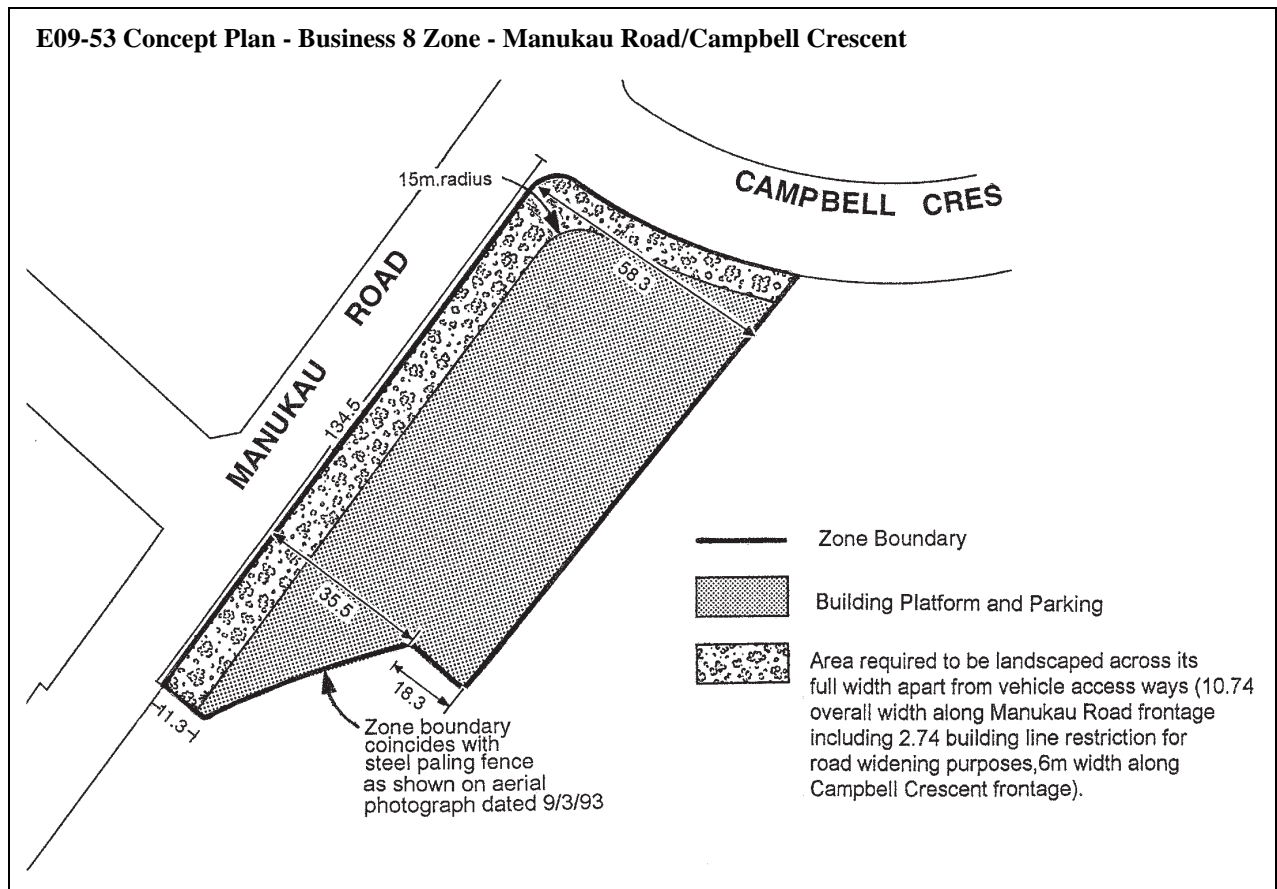 E09-53 Concept Plan - Business 8 Zone - Manukau Road/Campbell Crescent
15m.radius
CAMPBELL CRES
MANUKAU ROAD
58.3
134.5
35.5
18.3
11.3
Zone boundary
coincides with
steel paling fence
as shown on aerial
photograph dated 9/3/93
Zone Boundary
Building Platform and Parking
Area required to be landscaped across its
full width apart from vehicle access ways (10.74
overall width along Manukau Road frontage
including 2.74 building line restriction for
road widening purposes,6m width along
Campbell Crescent frontage).